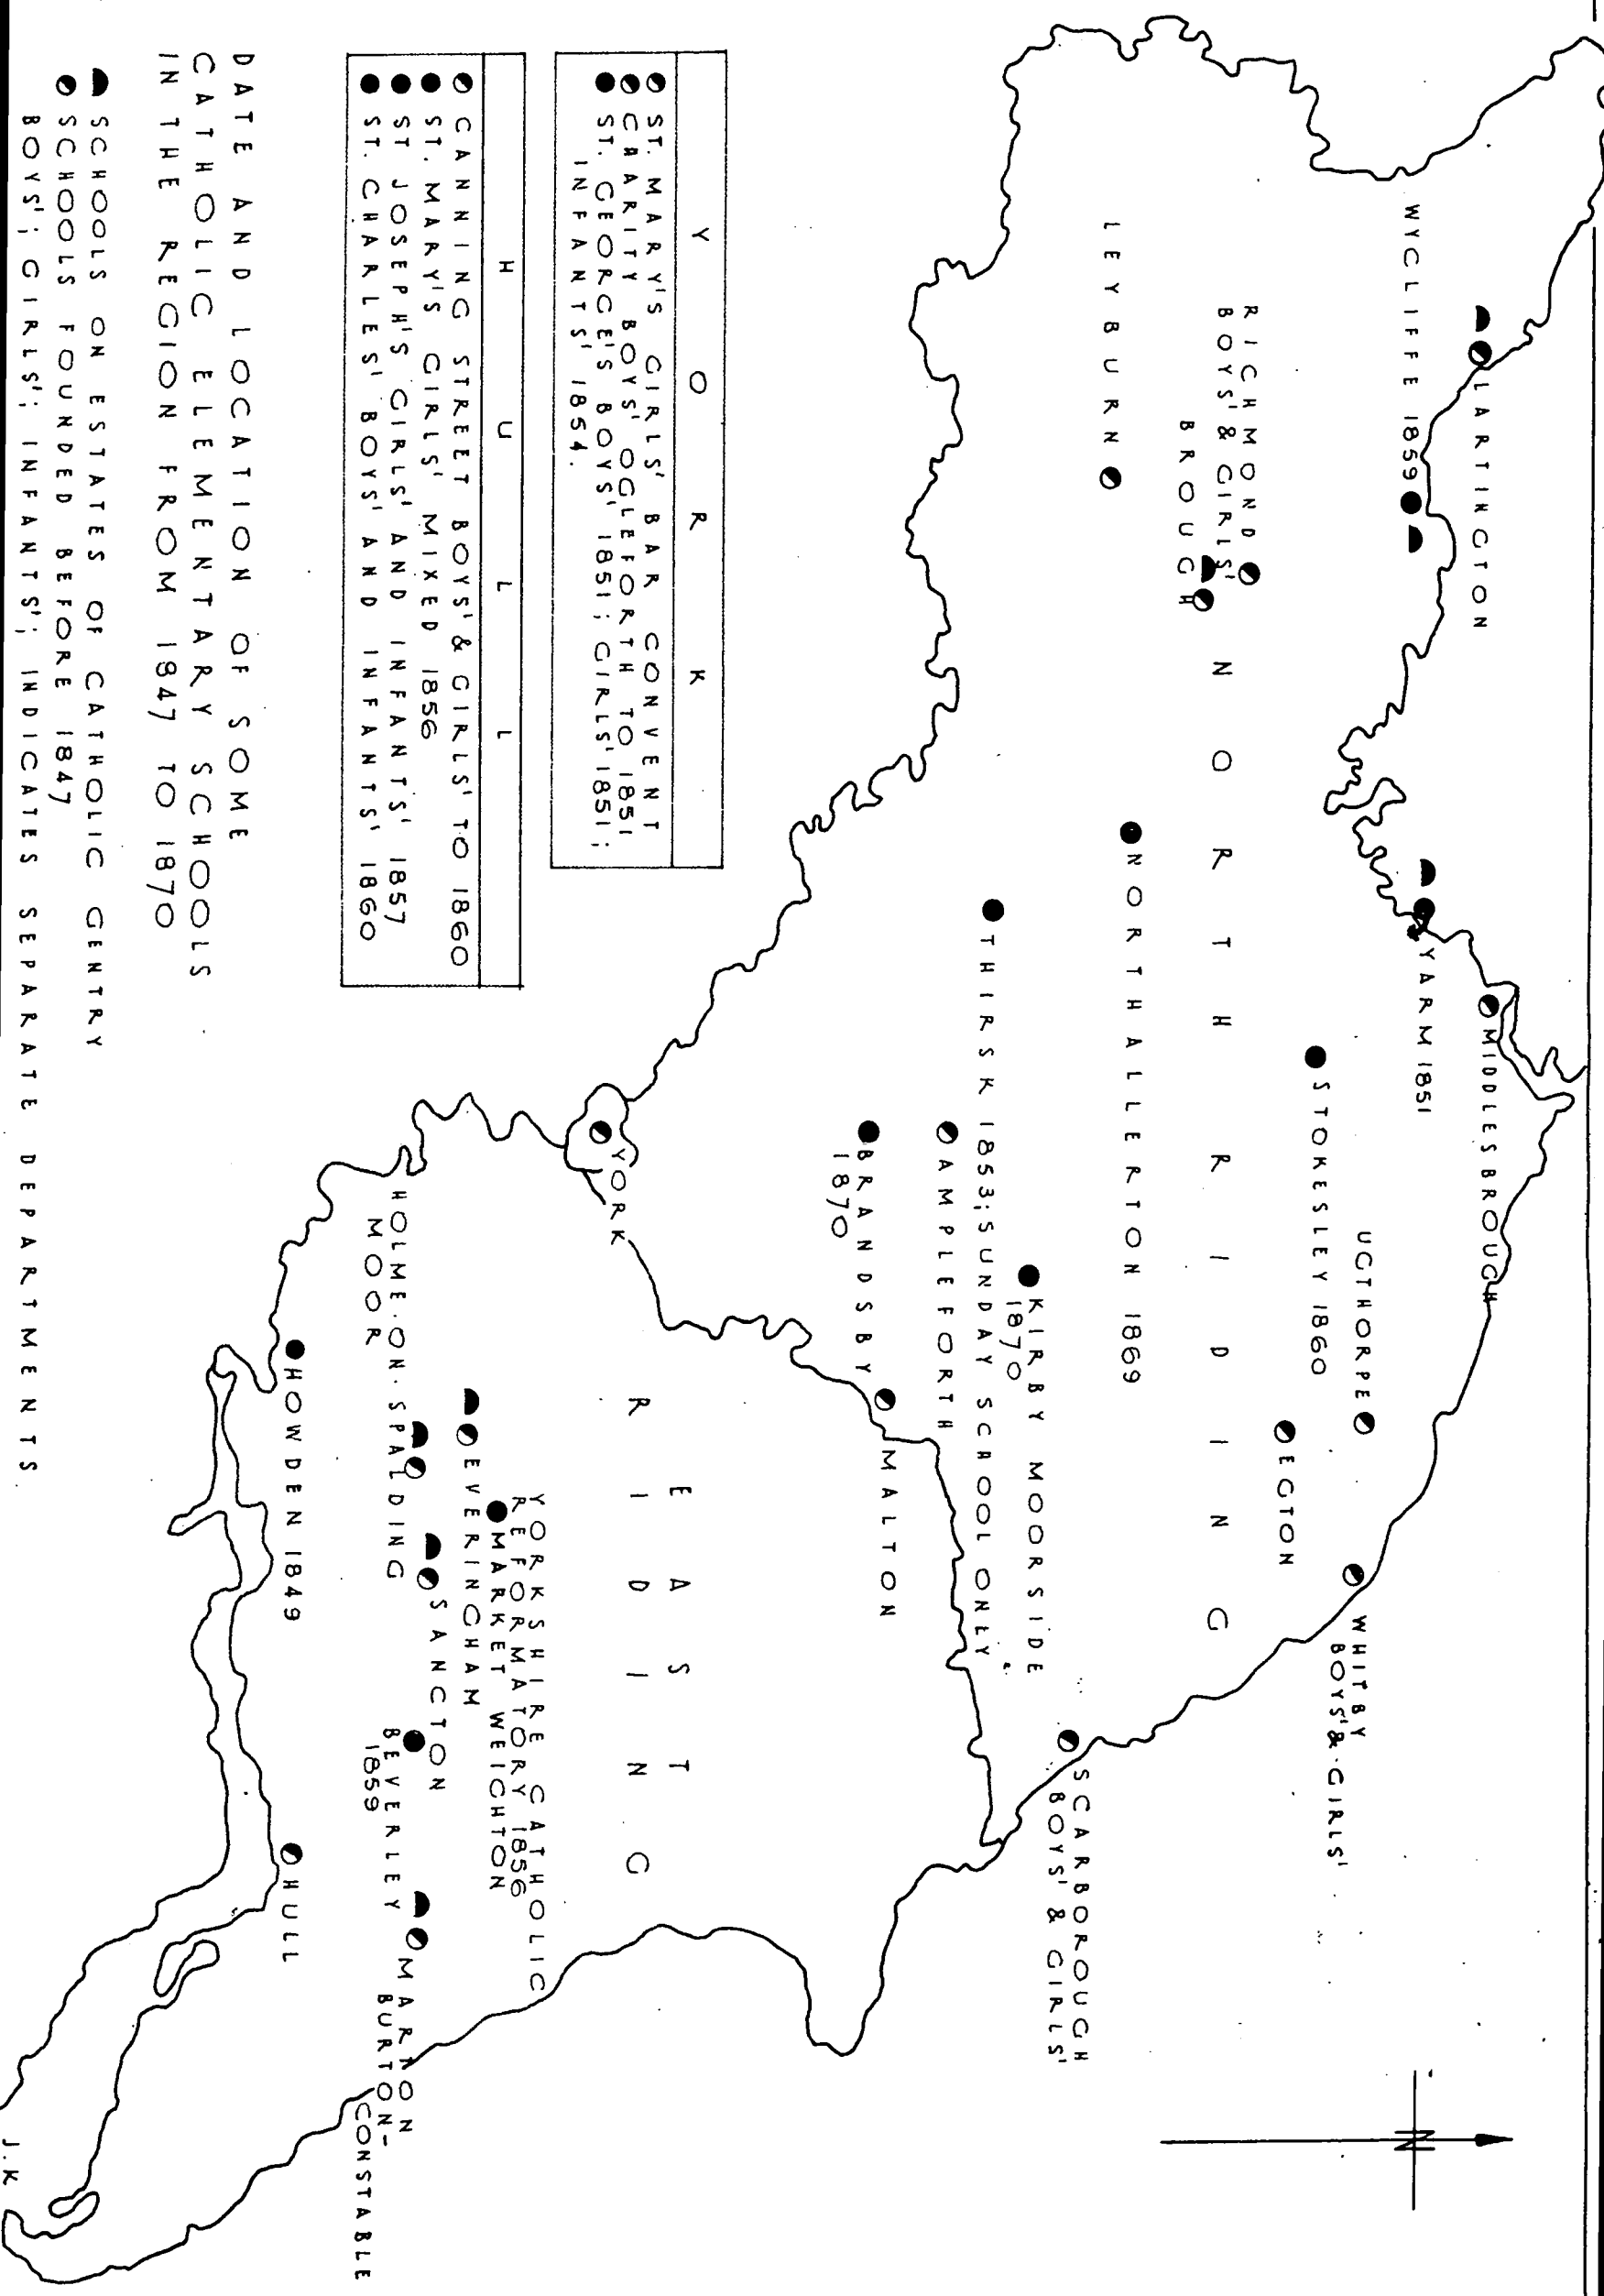 LARTINGTON
WYCLIFFE 1859
MIDDLESBROUGH
YARM 1851
UGTHORPE
STOKESLEY 1860
WHITBY
BOYS' & GIRLS'
EGTON
RICHMOND
BOYS' & GIRLS'
BROUGH
NORTH RIDING
LEYBURN
NORTHALLERTON 1869
SCARBOROUGH
BOYS' & GIRLS'
KIRBY MOORSIDE
1870
THIRSK 1853; SUNDAY SCHOOL ONLY
AMPLEFORTH
BRANDSBY
1870
MALTON
YORK
EAST
RIDING
YORKSHIRE CATHOLIC
REFORMATORY 1856
MARKET WEIGHTON
EVERINGHAM
SANCTON
HOLME·ON·SPALDING
MOOR
BEVERLEY
1859
MARTON
BURTON-
CONSTABLE
HOWDEN 1849
HULL
YORK
ST. MARY'S GIRLS' BAR CONVENT
CHARITY BOYS' OGLEFORTH TO 1851
ST. GEORGE'S BOYS' 1851; GIRLS' 1851;
INFANTS' 1854.
HULL
CANNING STREET BOYS' & GIRLS' TO 1860
ST. MARY'S GIRLS' MIXED 1856
ST JOSEPH'S GIRLS' AND INFANTS' 1857
ST. CHARLES' BOYS' AND INFANTS' 1860
DATE AND LOCATION OF SOME
CATHOLIC ELEMENTARY SCHOOLS
IN THE REGION FROM 1847 TO 1870
SCHOOLS ON ESTATES OF CATHOLIC GENTRY
SCHOOLS FOUNDED BEFORE 1847
BOYS'; GIRLS'; INFANTS'; INDICATES SEPARATE DEPARTMENTS
N
J.K